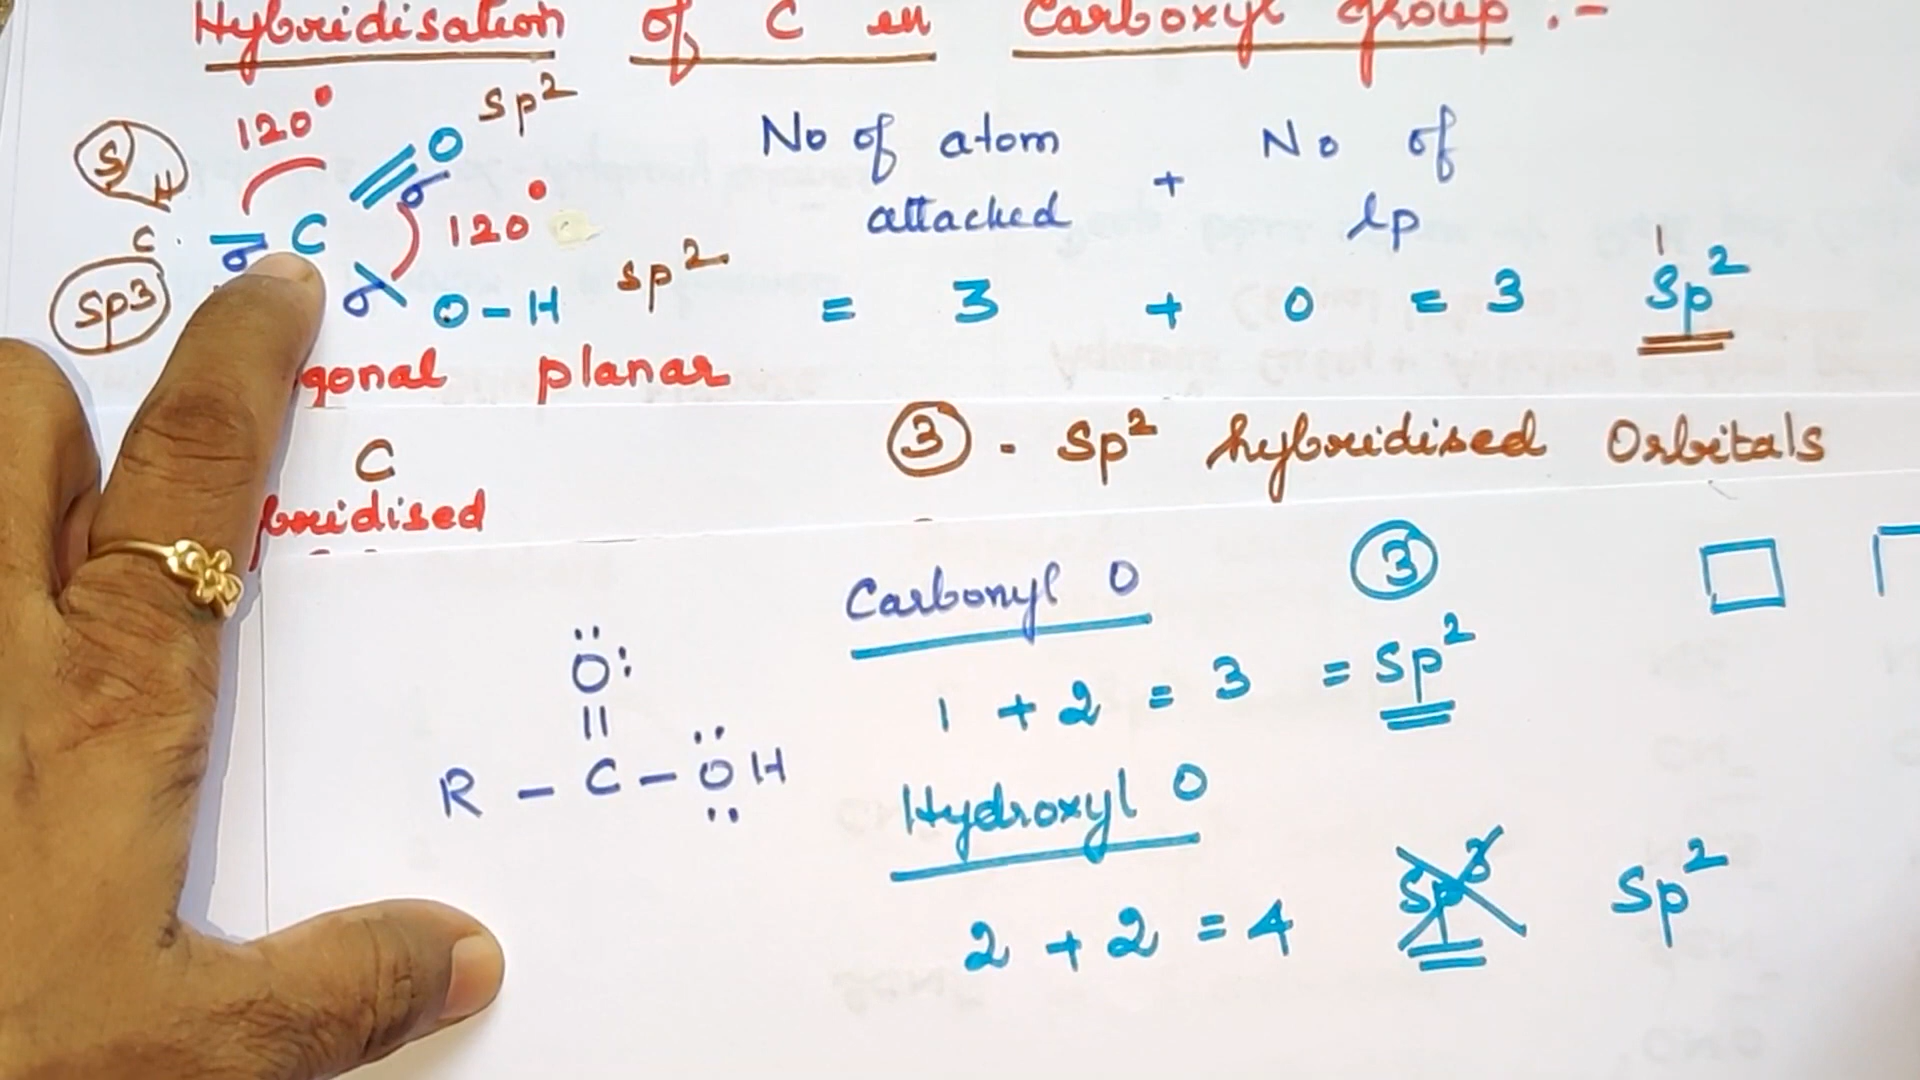 Hybridisation of C in Carboxyl group :-
120° Sp²
S/H O No of atom + No of
σ
C. σ C 120° attached lp
Sp3 σ O-H sp² = 3 + 0 = 3 Sp²
gonal planar
C ③ - Sp² hybridised Orbitals
bridised
Carbonyl O ③
Ö:
|| 1 + 2 = 3 = Sp²
R - C - ÖH
Hydroxyl O
2 + 2 = 4 Sp3 Sp²